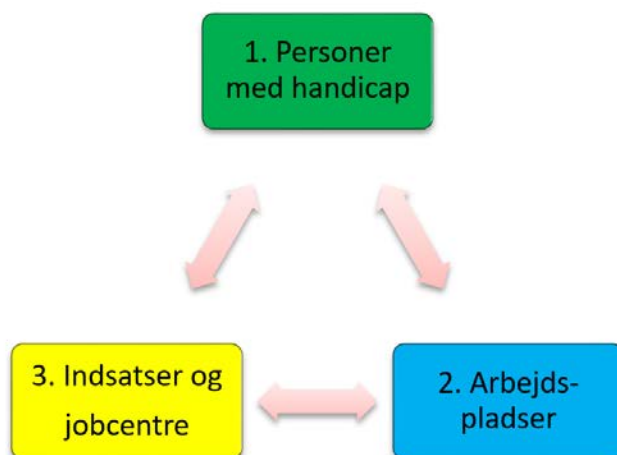 1. Personer
med handicap
3. Indsatser og
jobcentre
2. Arbejds-
pladser